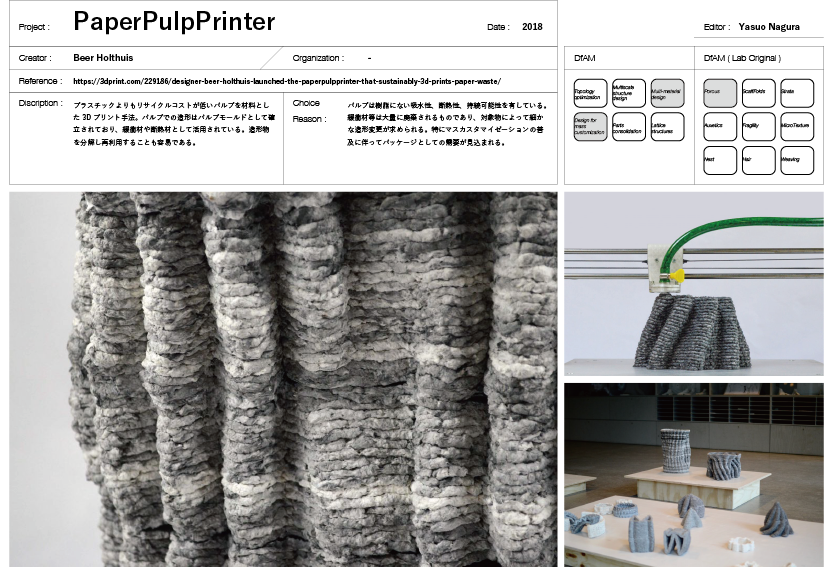 Project : PaperPulpPrinter Date : 2018
Editor : Yasuo Nagura
Creator : Beer Holthuis Organization : -
DfAM
DfAM ( Lab Original )
Reference : https://3dprint.com/229186/designer-beer-holthuis-launched-the-paperpulpprinter-that-sustainably-3d-prints-paper-waste/
Discription :
プラスチックよりもリサイクルコストが低いパルプを材料とし
た 3D プリント手法。パルプでの造形はパルプモールドとして確
立されており、緩衝材や断熱材として活用されている。造形物
を分解し再利用することも容易である。
Choice
Reason :
パルプは樹脂にない吸水性、断熱性、持続可能性を有している。
緩衝材等は大量に廃棄されるものであり、対象物によって細か
な造形変更が求められる。特にマスカスタマイゼーションの普
及に伴ってパッケージとしての需要が見込まれる。
Topology
optimization
Multiscale
structure
design
Multi-material
design
Design for
mass
customization
Parts
consolidation
Lattice
structures
Porous
Scaffolds
Strata
Auxetics
Fragility
MicroTexture
Nest
Hair
Weaving